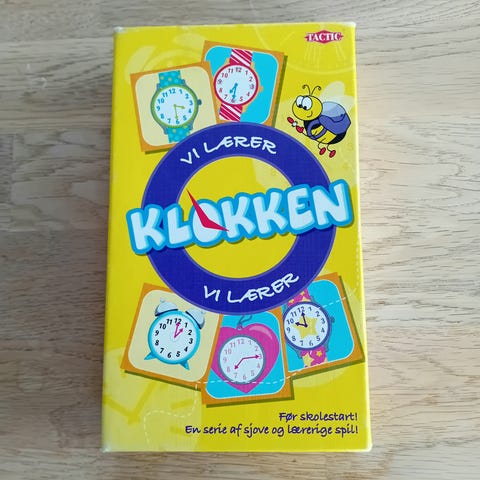 TACTIC
VI LÆRER
KLOKKEN
VI LÆRER
Før skolestart!
En serie af sjove og lærerige spil!